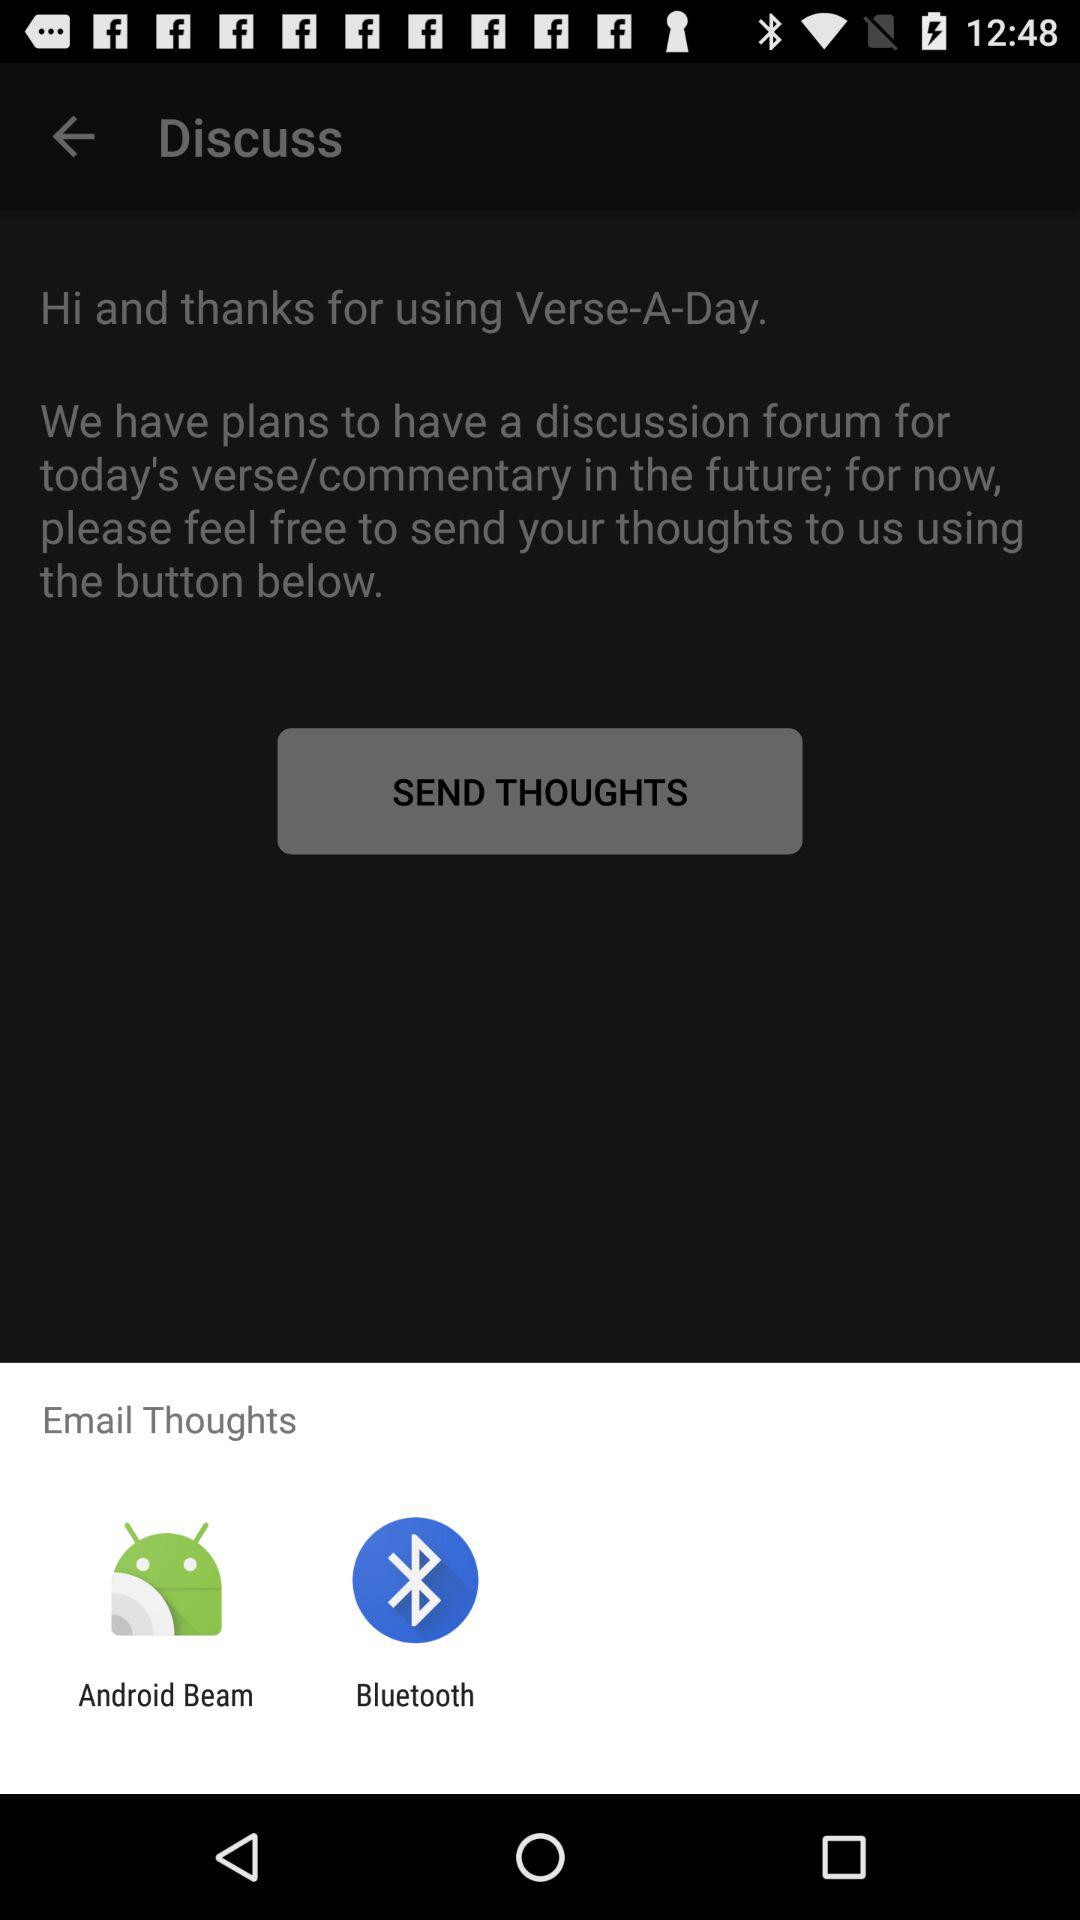 12:48
Discuss
Hi and thanks for using Verse-A-Day.
We have plans to have a discussion forum for
today's verse/commentary in the future; for now,
please feel free to send your thoughts to us using
the button below.
SEND THOUGHTS
Email Thoughts
Android Beam
Bluetooth